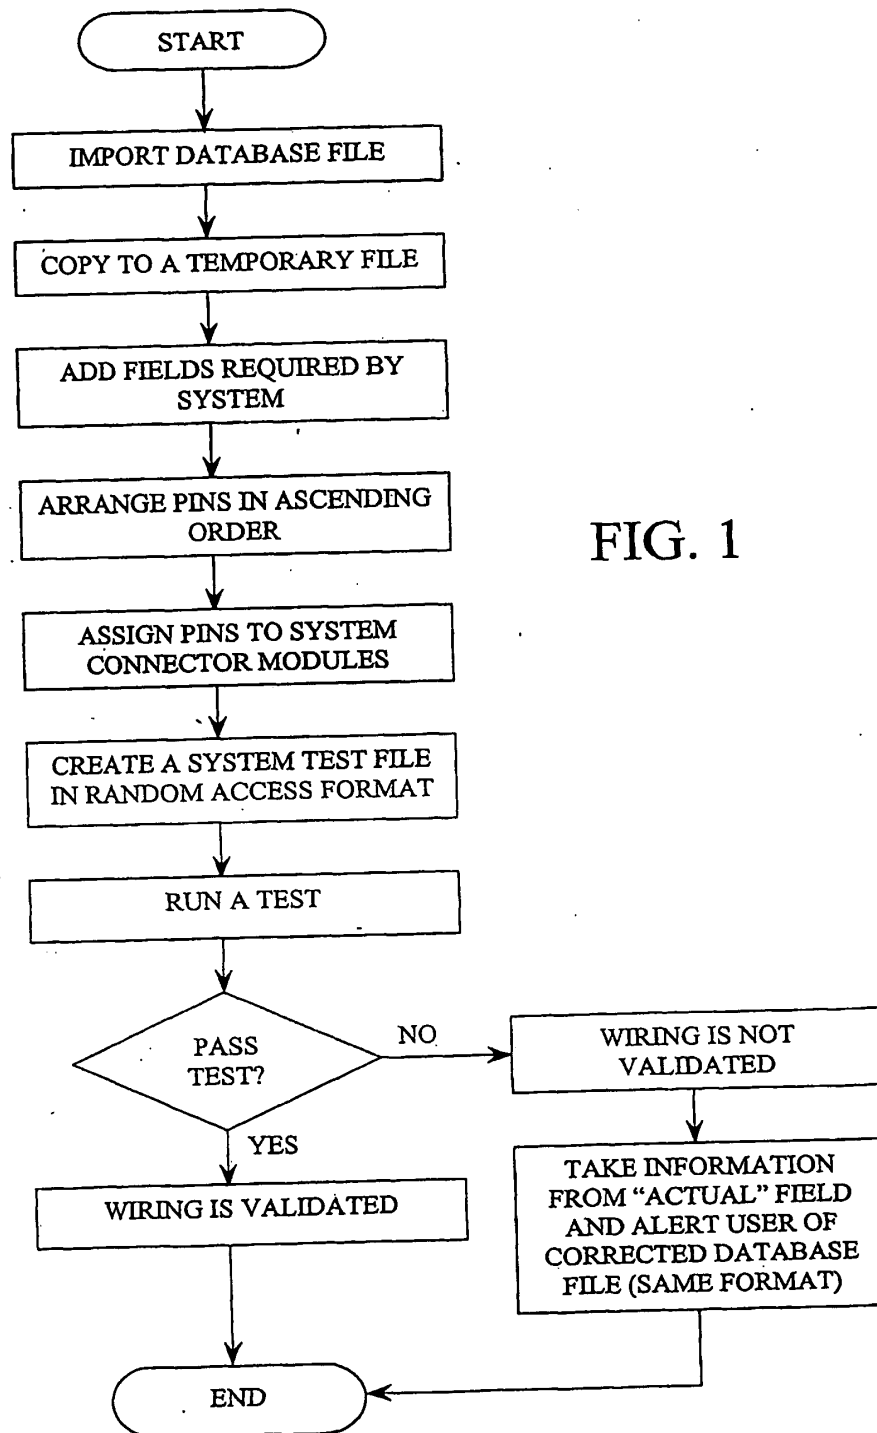 START
IMPORT DATABASE FILE
COPY TO A TEMPORARY FILE
ADD FIELDS REQUIRED BY
SYSTEM
ARRANGE PINS IN ASCENDING
ORDER
FIG. 1
ASSIGN PINS TO SYSTEM
CONNECTOR MODULES
CREATE A SYSTEM TEST FILE
IN RANDOM ACCESS FORMAT
RUN A TEST
PASS
TEST?
NO
WIRING IS NOT
VALIDATED
YES
WIRING IS VALIDATED
TAKE INFORMATION
FROM “ACTUAL” FIELD
AND ALERT USER OF
CORRECTED DATABASE
FILE (SAME FORMAT)
END